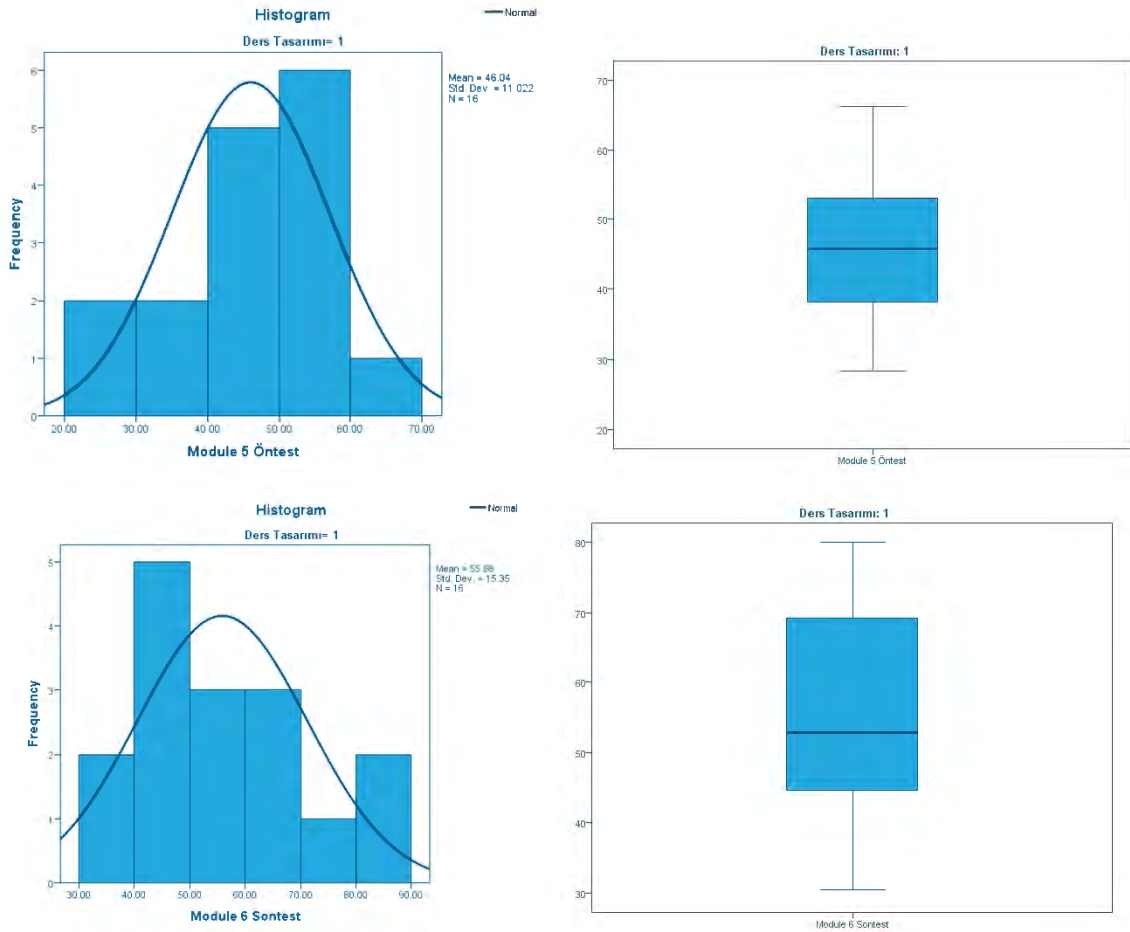 Histogram
Normal
Ders Tasarımı= 1
Mean = 46.04
Std. Dev. = 11.022
N = 16
Frequency
6
5
4
3
2
1
0
20.00 30.00 40.00 50.00 60.00 70.00
Module 5 Öntest
Ders Tasarımı: 1
70
60
50
40
30
20
Module 5 Öntest
Histogram
Normal
Ders Tasarımı= 1
Mean = 55.88
Std. Dev. = 15.35
N = 16
Frequency
5
4
3
2
1
0
30.00 40.00 50.00 60.00 70.00 80.00 90.00
Module 6 Sontest
Ders Tasarımı: 1
80
70
60
50
40
30
Module 6 Sontest